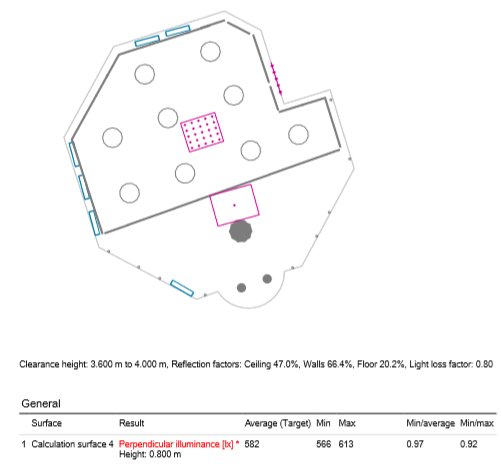 Clearance height: 3.600 m to 4.000 m, Reflection factors: Ceiling 47.0%, Walls 66.4%, Floor 20.2%, Light loss factor: 0.80
General
Surface Result Average (Target) Min Max Min/average Min/max
1 Calculation surface 4 Perpendicular illuminance [lx] * 582 566 613 0.97 0.92
Height: 0.800 m